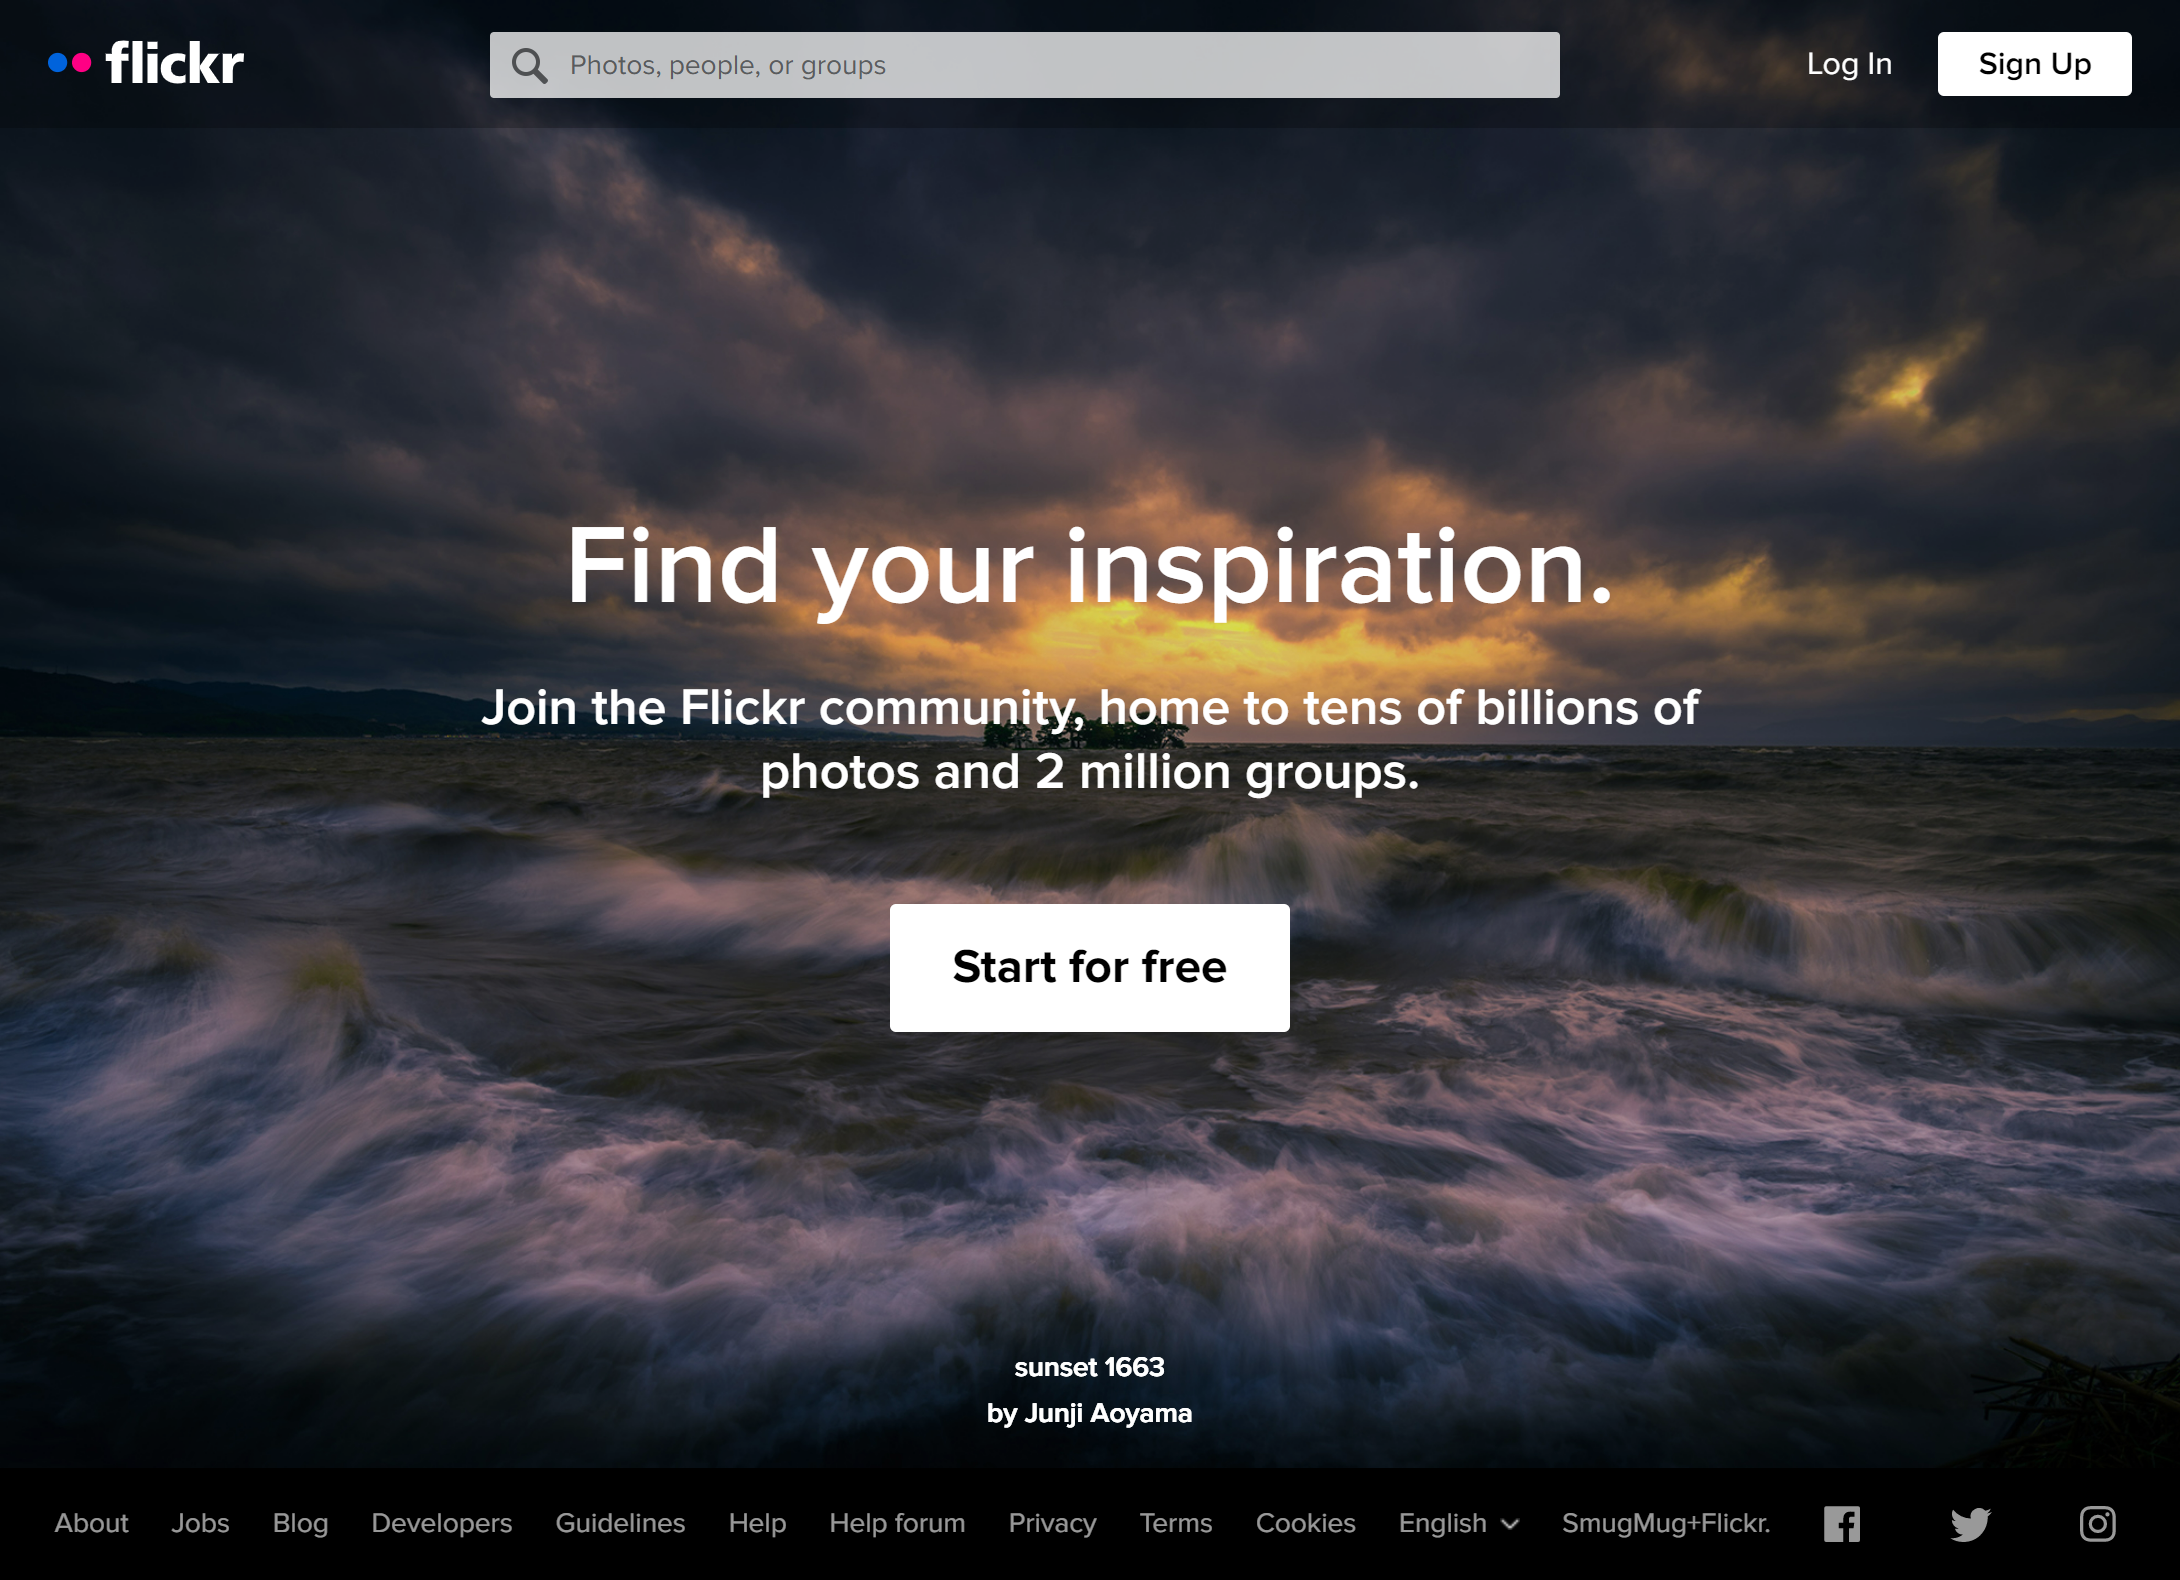 flickr
Photos, people, or groups
Log In
Sign Up
Find your inspiration.
Join the Flickr community, home to tens of billions of
photos and 2 million groups.
Start for free
sunset 1663
by Junji Aoyama
About Jobs Blog Developers Guidelines Help Help forum Privacy Terms Cookies English SmugMug+Flickr.